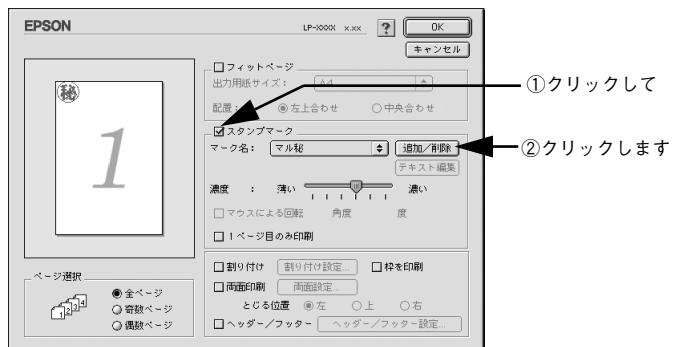 EPSON
LP-XXXX x.xx
?
OK
キャンセル
フィットページ
出力用紙サイズ： A4
配置： 左上合わせ 中央合わせ
①クリックして
スタンプマーク
マーク名： マル秘 追加／削除
②クリックします
テキスト編集
濃度 ： 薄い 濃い
マウスによる回転 角度 度
1ページ目のみ印刷
秘
1
割り付け 割り付け設定... 枠を印刷
両面印刷 両面設定...
とじる位置 左 上 右
ヘッダー／フッター ヘッダー／フッター設定...
ページ選択
1 2 3 4
全ページ
奇数ページ
偶数ページ